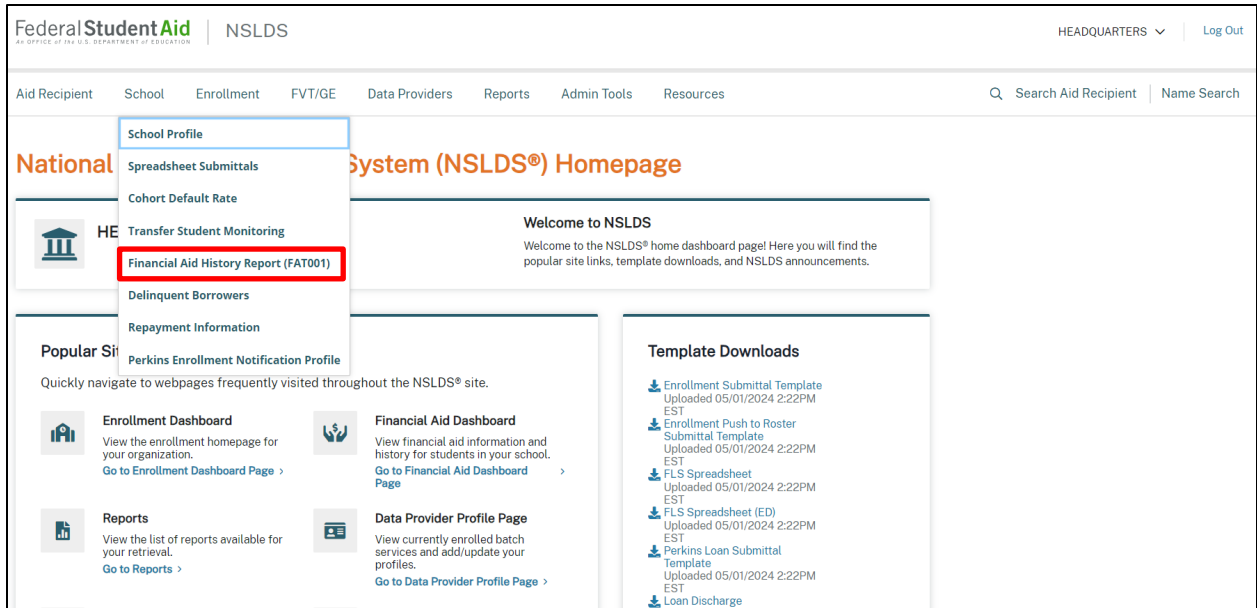 Federal Student Aid | NSLDS
An OFFICE of the U.S. DEPARTMENT of EDUCATION
HEADQUARTERS
Log Out
Aid Recipient School Enrollment FVT/GE Data Providers Reports Admin Tools Resources
Search Aid Recipient | Name Search
School Profile
Spreadsheet Submittals
Cohort Default Rate
Transfer Student Monitoring
Financial Aid History Report (FAT001)
Delinquent Borrowers
Repayment Information
Perkins Enrollment Notification Profile
National System (NSLDS®) Homepage
HE
Welcome to NSLDS
Welcome to the NSLDS® home dashboard page! Here you will find the
popular site links, template downloads, and NSLDS announcements.
Popular Si
Quickly navigate to webpages frequently visited throughout the NSLDS® site.
Enrollment Dashboard
View the enrollment homepage for
your organization.
Go to Enrollment Dashboard Page >
Financial Aid Dashboard
View financial aid information and
history for students in your school.
Go to Financial Aid Dashboard >
Page
Reports
View the list of reports available for
your retrieval.
Go to Reports >
Data Provider Profile Page
View currently enrolled batch
services and add/update your
profiles.
Go to Data Provider Profile Page >
Template Downloads
Enrollment Submittal Template
Uploaded 05/01/2024 2:22PM
EST
Enrollment Push to Roster
Submittal Template
Uploaded 05/01/2024 2:22PM
EST
FLS Spreadsheet
Uploaded 05/01/2024 2:22PM
EST
FLS Spreadsheet (ED)
Uploaded 05/01/2024 2:22PM
EST
Perkins Loan Submittal
Template
Uploaded 05/01/2024 2:22PM
EST
Loan Discharge